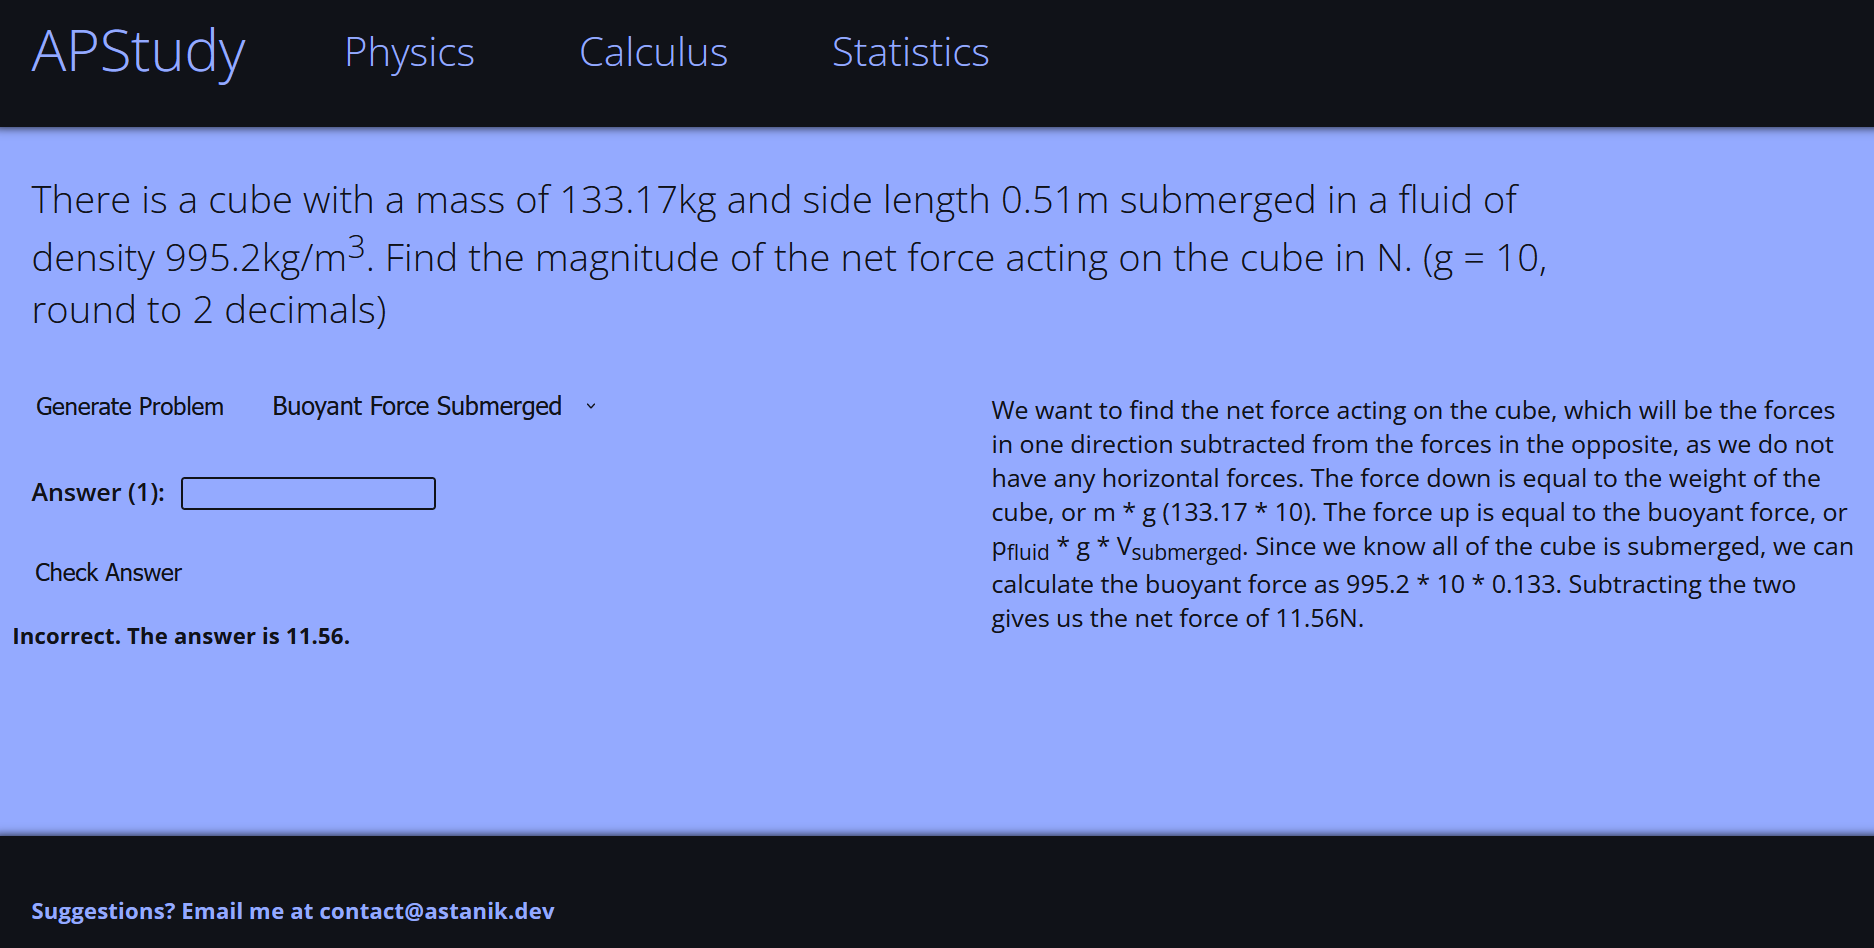 APStudy Physics Calculus Statistics
There is a cube with a mass of 133.17kg and side length 0.51m submerged in a fluid of
density 995.2kg/m³. Find the magnitude of the net force acting on the cube in N. (g = 10,
round to 2 decimals)
Generate Problem Buoyant Force Submerged
Answer (1):
Check Answer
Incorrect. The answer is 11.56.
We want to find the net force acting on the cube, which will be the forces
in one direction subtracted from the forces in the opposite, as we do not
have any horizontal forces. The force down is equal to the weight of the
cube, or m * g (133.17 * 10). The force up is equal to the buoyant force, or
pfluid * g * Vsubmerged. Since we know all of the cube is submerged, we can
calculate the buoyant force as 995.2 * 10 * 0.133. Subtracting the two
gives us the net force of 11.56N.
Suggestions? Email me at contact@astanik.dev